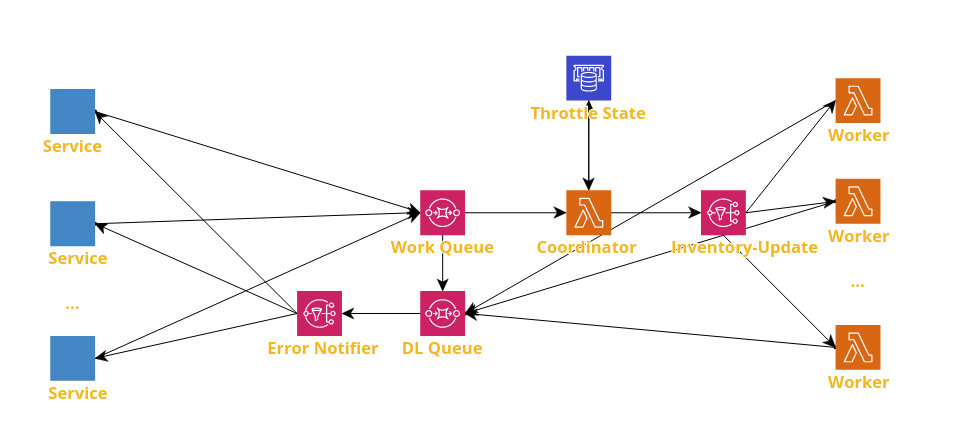 Throttle State
Service
Worker
Service
Work Queue
Coordinator
Inventory-Update
Worker
...
...
Error Notifier
DL Queue
Service
Worker